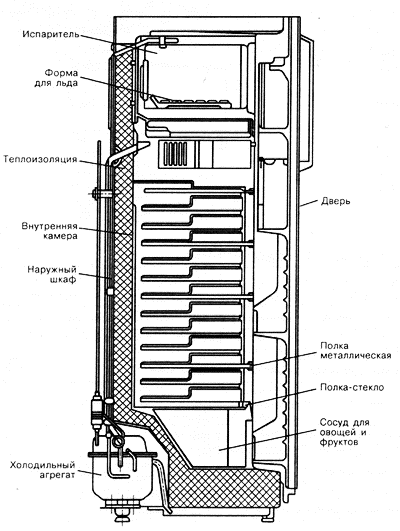 Испаритель
Форма
для льда
Теплоизоляция
Внутренняя
камера
Наружный
шкаф
Холодильный
агрегат
Дверь
Полка
металлическая
Полка-стекло
Сосуд для
овощей и
фруктов